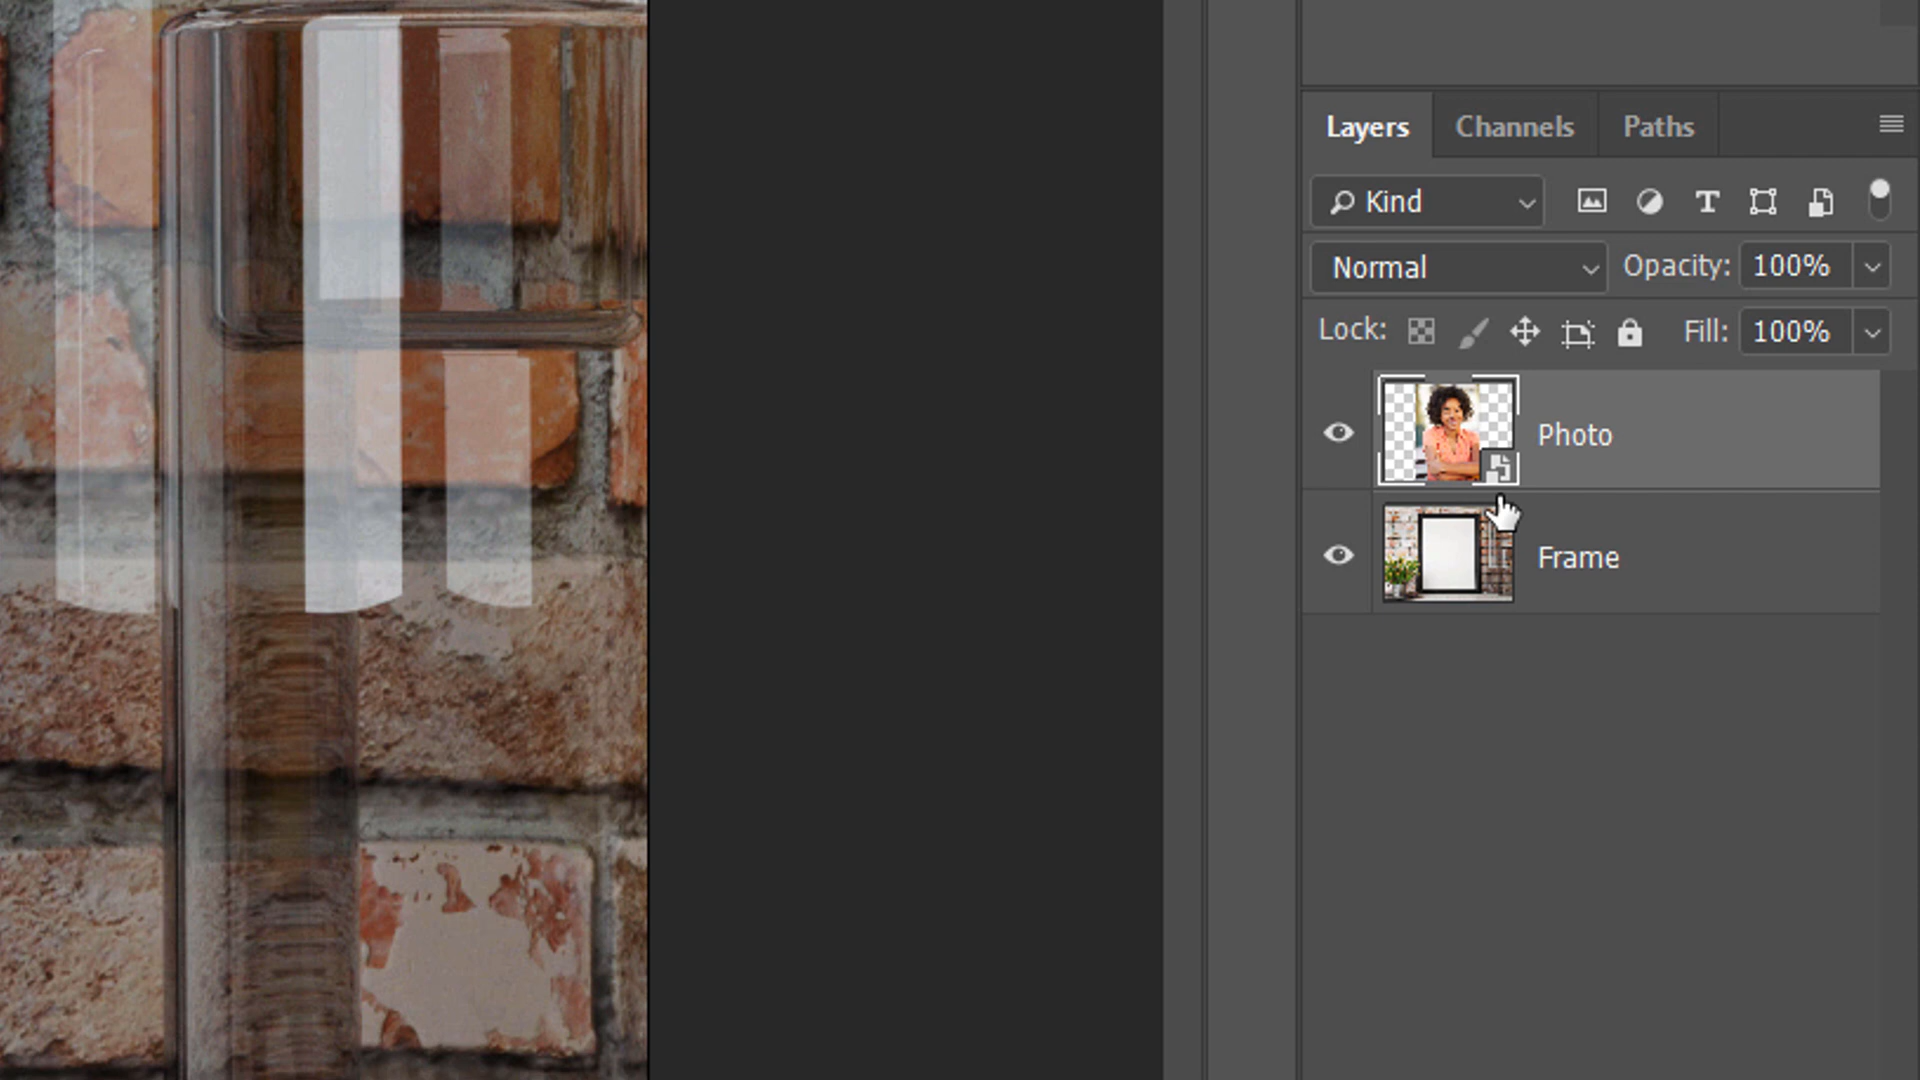 Layers Channels Paths
Kind
Normal Opacity: 100%
Lock: Fill: 100%
Photo
Frame